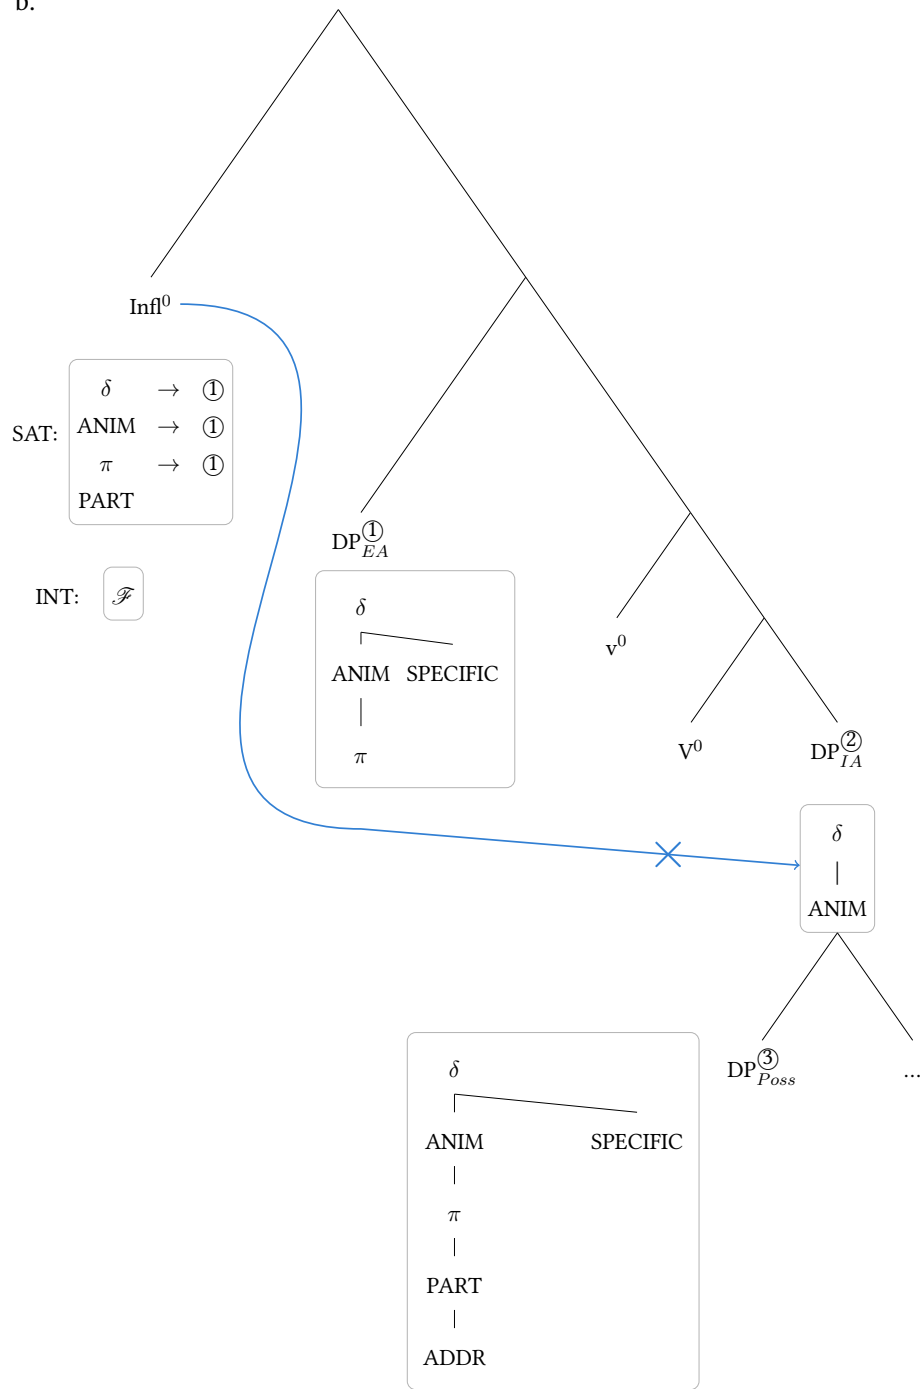 b.
Infl⁰
SAT:
δ → ①
ANIM → ①
π → ①
PART
INT: ℱ
DP①EA
δ
ANIM SPECIFIC
π
v⁰
V⁰
DP②IA
δ
ANIM
DP③Poss
...
δ
ANIM SPECIFIC
π
PART
ADDR